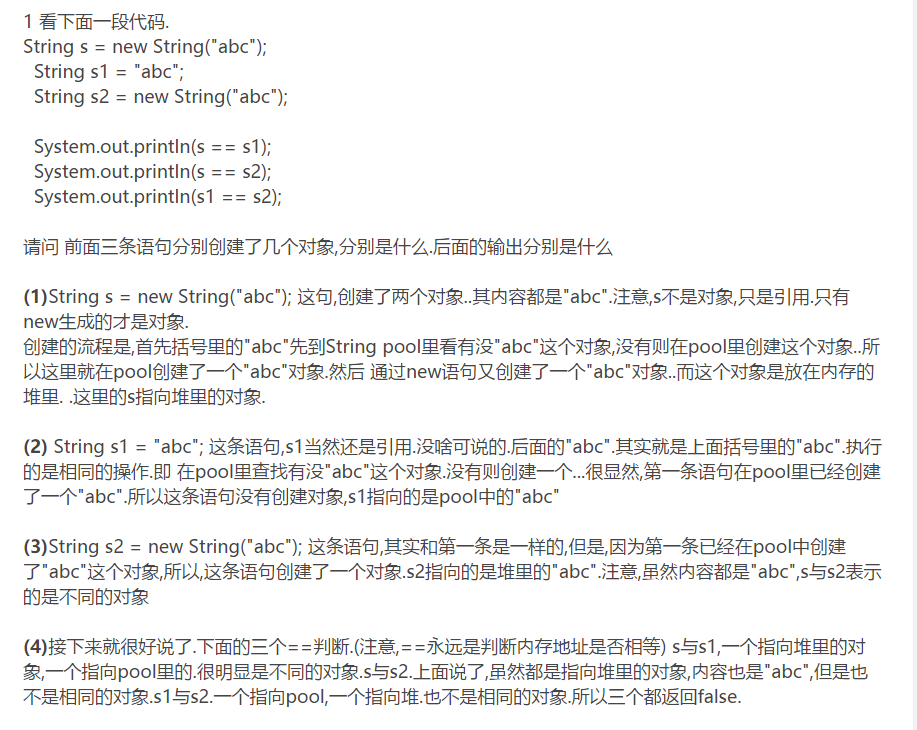 1 看下面一段代码.
String s = new String("abc");
String s1 = "abc";
String s2 = new String("abc");
System.out.println(s == s1);
System.out.println(s == s2);
System.out.println(s1 == s2);
请问 前面三条语句分别创建了几个对象,分别是什么.后面的输出分别是什么
(1)String s = new String("abc"); 这句,创建了两个对象..其内容都是"abc".注意,s不是对象,只是引用.只有
new生成的才是对象.
创建的流程是,首先括号里的"abc"先到String pool里看有没"abc"这个对象,没有则在pool里创建这个对象..所
以这里就在pool创建了一个"abc"对象.然后 通过new语句又创建了一个"abc"对象..而这个对象是放在内存的
堆里. .这里的s指向堆里的对象.
(2) String s1 = "abc"; 这条语句,s1当然还是引用.没啥可说的.后面的"abc".其实就是上面括号里的"abc".执行
的是相同的操作.即 在pool里查找有没"abc"这个对象.没有则创建一个...很显然,第一条语句在pool里已经创建
了一个"abc".所以这条语句没有创建对象,s1指向的是pool中的"abc"
(3)String s2 = new String("abc"); 这条语句,其实和第一条是一样的,但是,因为第一条已经在pool中创建
了"abc"这个对象,所以,这条语句创建了一个对象.s2指向的是堆里的"abc".注意,虽然内容都是"abc",s与s2表示
的是不同的对象
(4)接下来就很好说了.下面的三个==判断.(注意,==永远是判断内存地址是否相等) s与s1,一个指向堆里的对
象,一个指向pool里的.很明显是不同的对象.s与s2.上面说了,虽然都是指向堆里的对象,内容也是"abc",但是也
不是相同的对象.s1与s2.一个指向pool,一个指向堆.也不是相同的对象.所以三个都返回false.